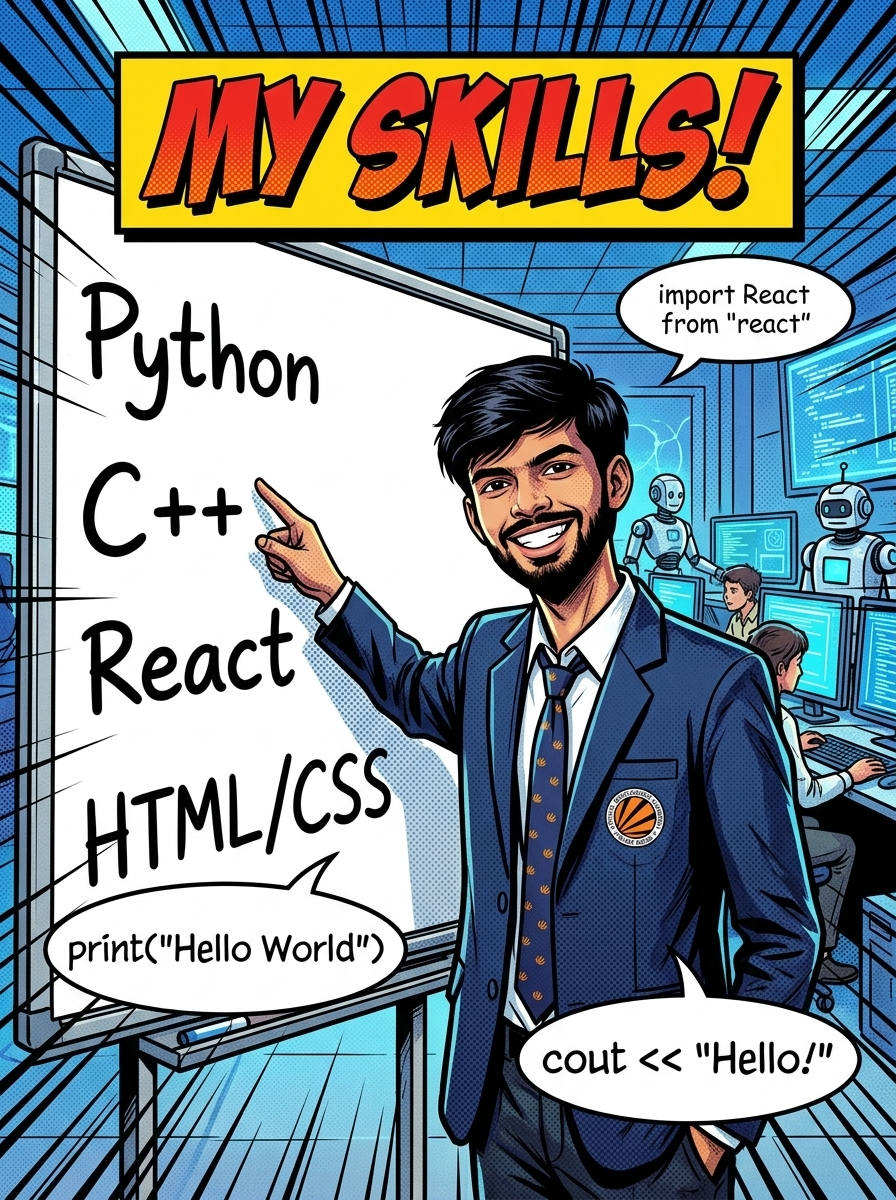 MY SKILLS!
import React
from "react"
Python
C++
React
HTML/CSS
print("Hello World")
cout << "Hello!"